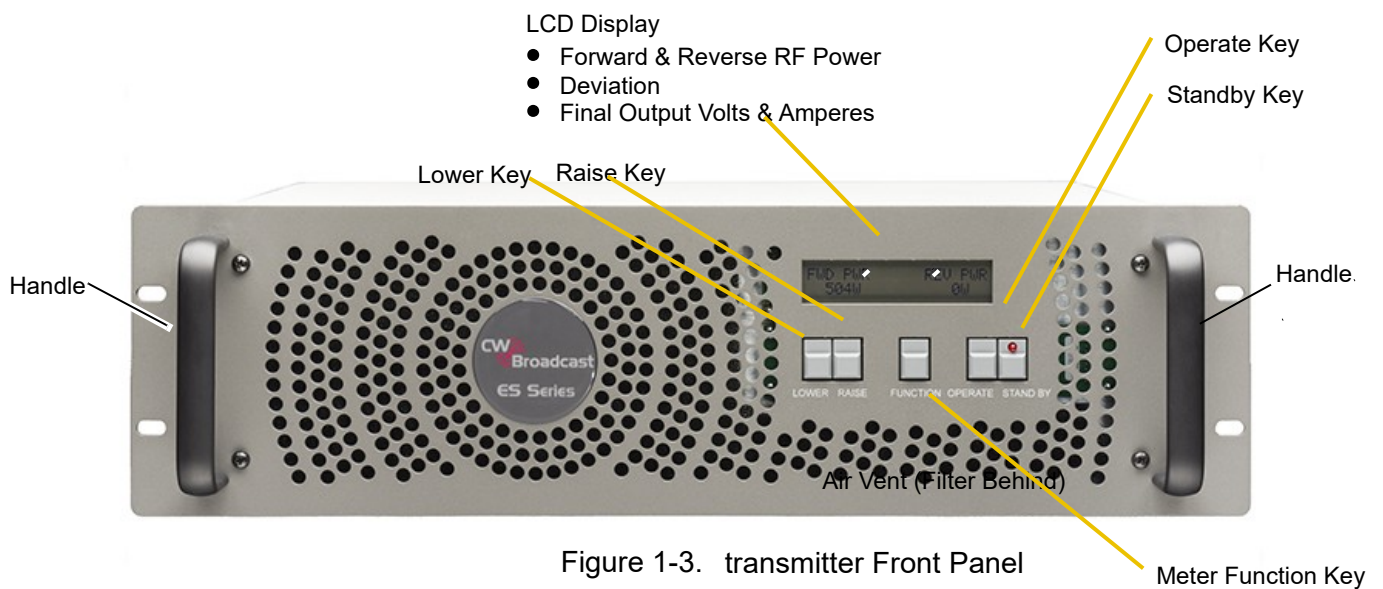 LCD Display
● Forward & Reverse RF Power
● Deviation
● Final Output Volts & Amperes
Operate Key
Standby Key
Lower Key
Raise Key
Handle
Handle.
FWD PWR REV PWR
504W 0W
CW
Broadcast
ES Series
LOWER RAISE FUNCTION OPERATE STAND BY
Air Vent (Filter Behind)
Figure 1-3. transmitter Front Panel
Meter Function Key